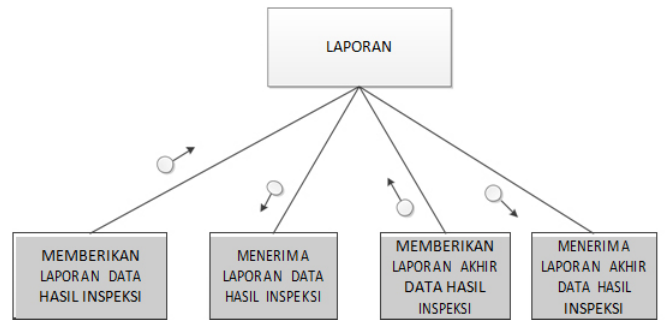 LAPORAN
MEMBERIKAN
LAPORAN DATA
HASIL INSPEKSI
MENERIMA
LAPORAN DATA
HASIL INSPEKSI
MEMBERIKAN
LAPORAN AKHIR
DATA HASIL
INSPEKSI
MENERIMA
LAPORAN AKHIR
DATA HASIL
INSPEKSI